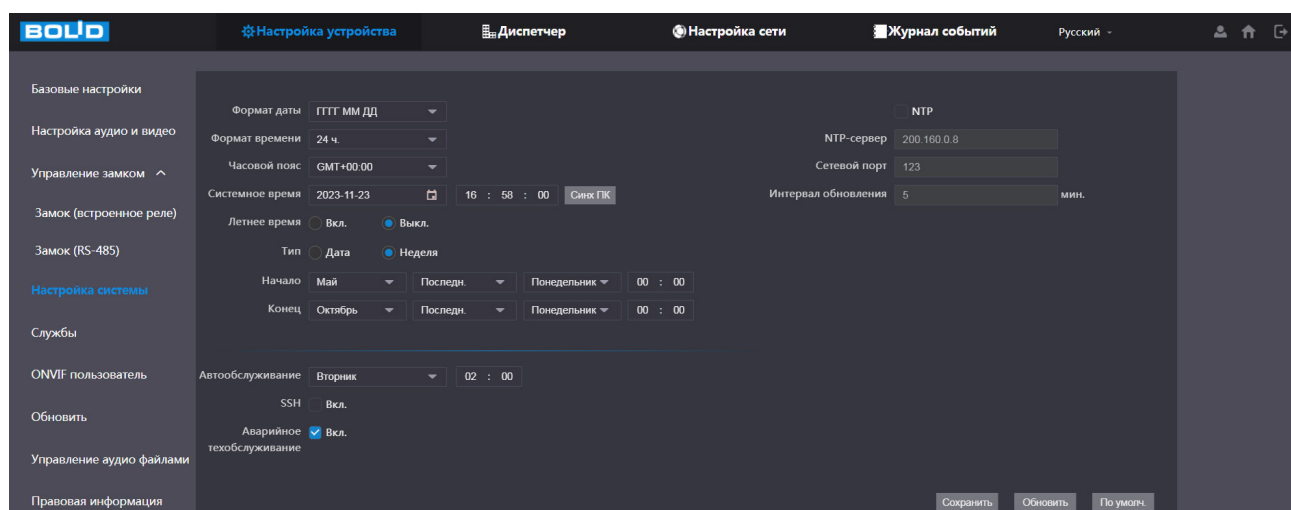 BOLID Настройка устройства Диспетчер Настройка сети Журнал событий Русский
Базовые настройки
Настройка аудио и видео
Управление замком
Замок (встроенное реле)
Замок (RS-485)
Настройка системы
Службы
ONVIF пользователь
Обновить
Управление аудио файлами
Правовая информация
Формат даты ГГГГ ММ ДД
Формат времени 24 ч.
Часовой пояс GMT+00:00
Системное время 2023-11-23 16 : 58 : 00 Синх ПК
Летнее время Вкл. Выкл.
Тип Дата Неделя
Начало Май Последн. Понедельник 00 : 00
Конец Октябрь Последн. Понедельник 00 : 00
NTP
NTP-сервер 200.160.0.8
Сетевой порт 123
Интервал обновления 5 мин.
Автообслуживание Вторник 02 : 00
SSH Вкл.
Аварийное Вкл.
техобслуживание
Сохранить Обновить По умолч.